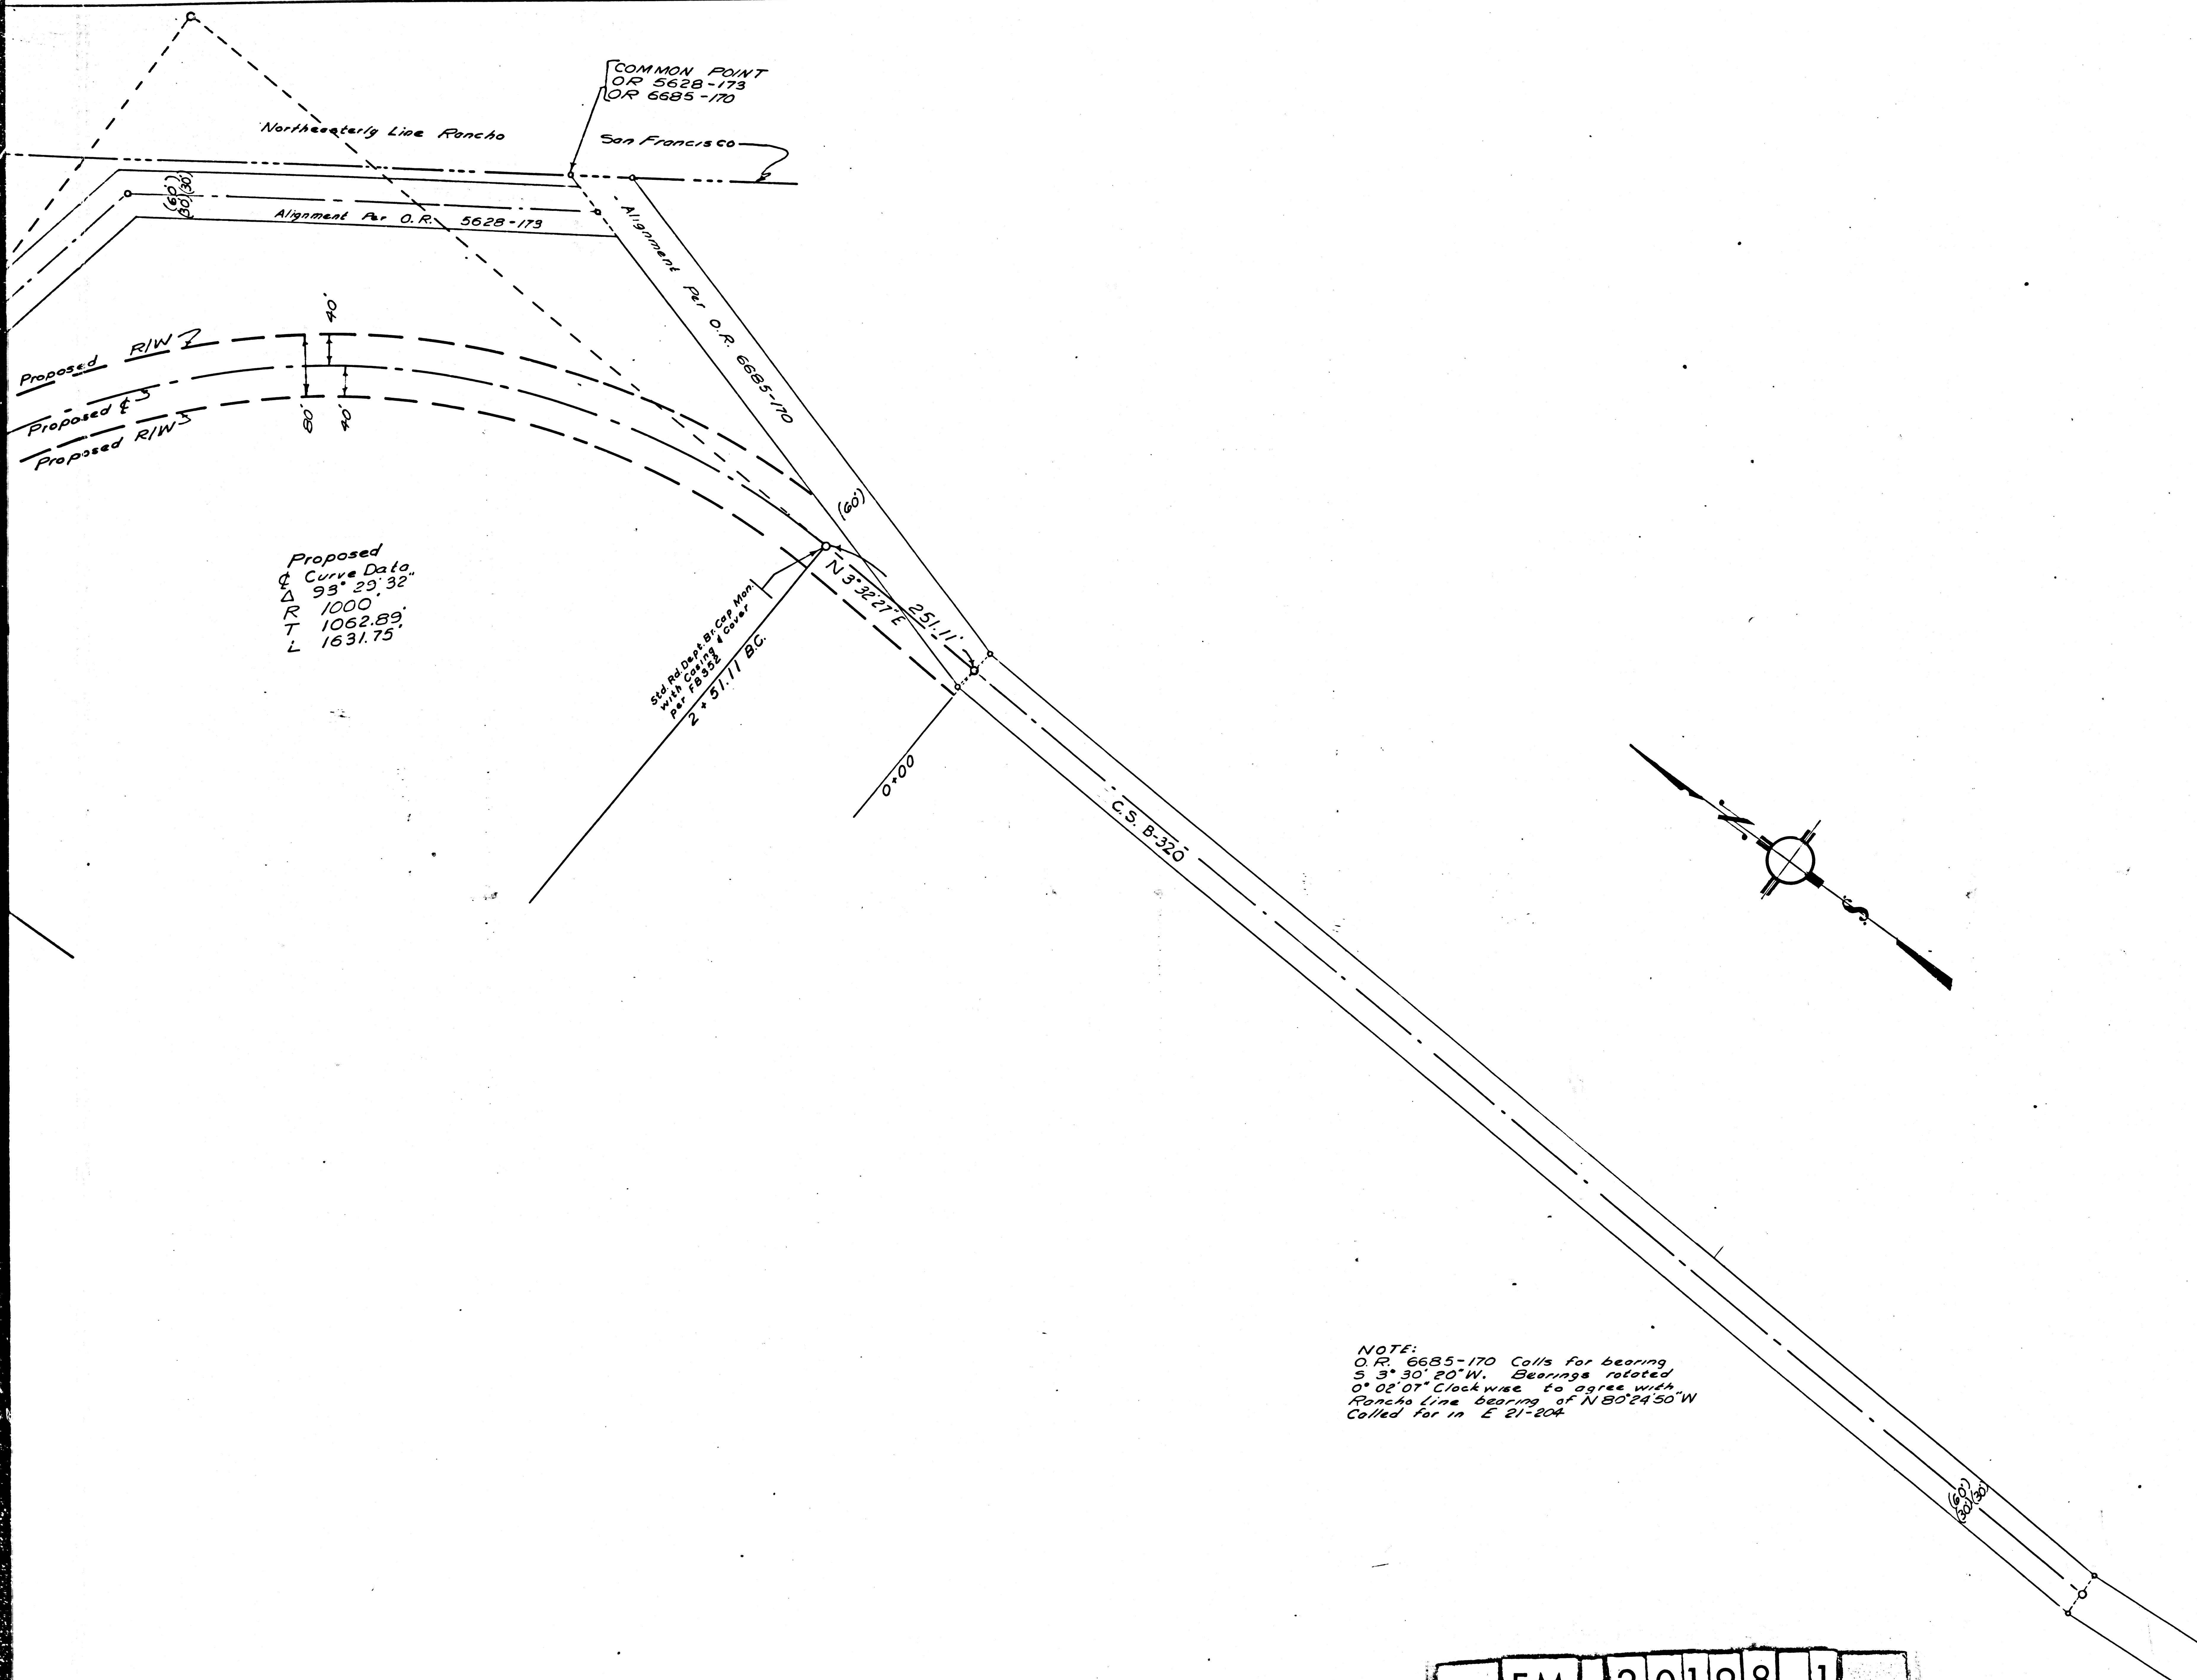 COMMON POINT
OR 5628-173
OR 6685-170
Northeasterly Line Rancho
San Francisco
(60')
(30')(30')
Alignment Per O.R. 5628-173
Alignment Per O.R. 6685-170
40'
Proposed R/W
Proposed ₵
Proposed R/W
80'
40'
(60')
Proposed
₵ Curve Data
Δ 93° 29' 32"
R 1000'
T 1062.89'
L 1631.75'
N 3° 32' 27" E
251.11'
Std. Rd. Dept. Br. Cap Mon.
with Casing & Cover
per FB 352
2 + 51.11 B.C.
0+00
C.S. B-320
N.
S.
NOTE:
O.R. 6685-170 Calls for bearing
S 3° 30' 20" W. Bearings rotated
0° 02' 07" Clockwise to agree with
Rancho Line bearing of N 80° 24' 50" W
Called for in E 21-204
(60')
(30')(30')
FM 20198 1